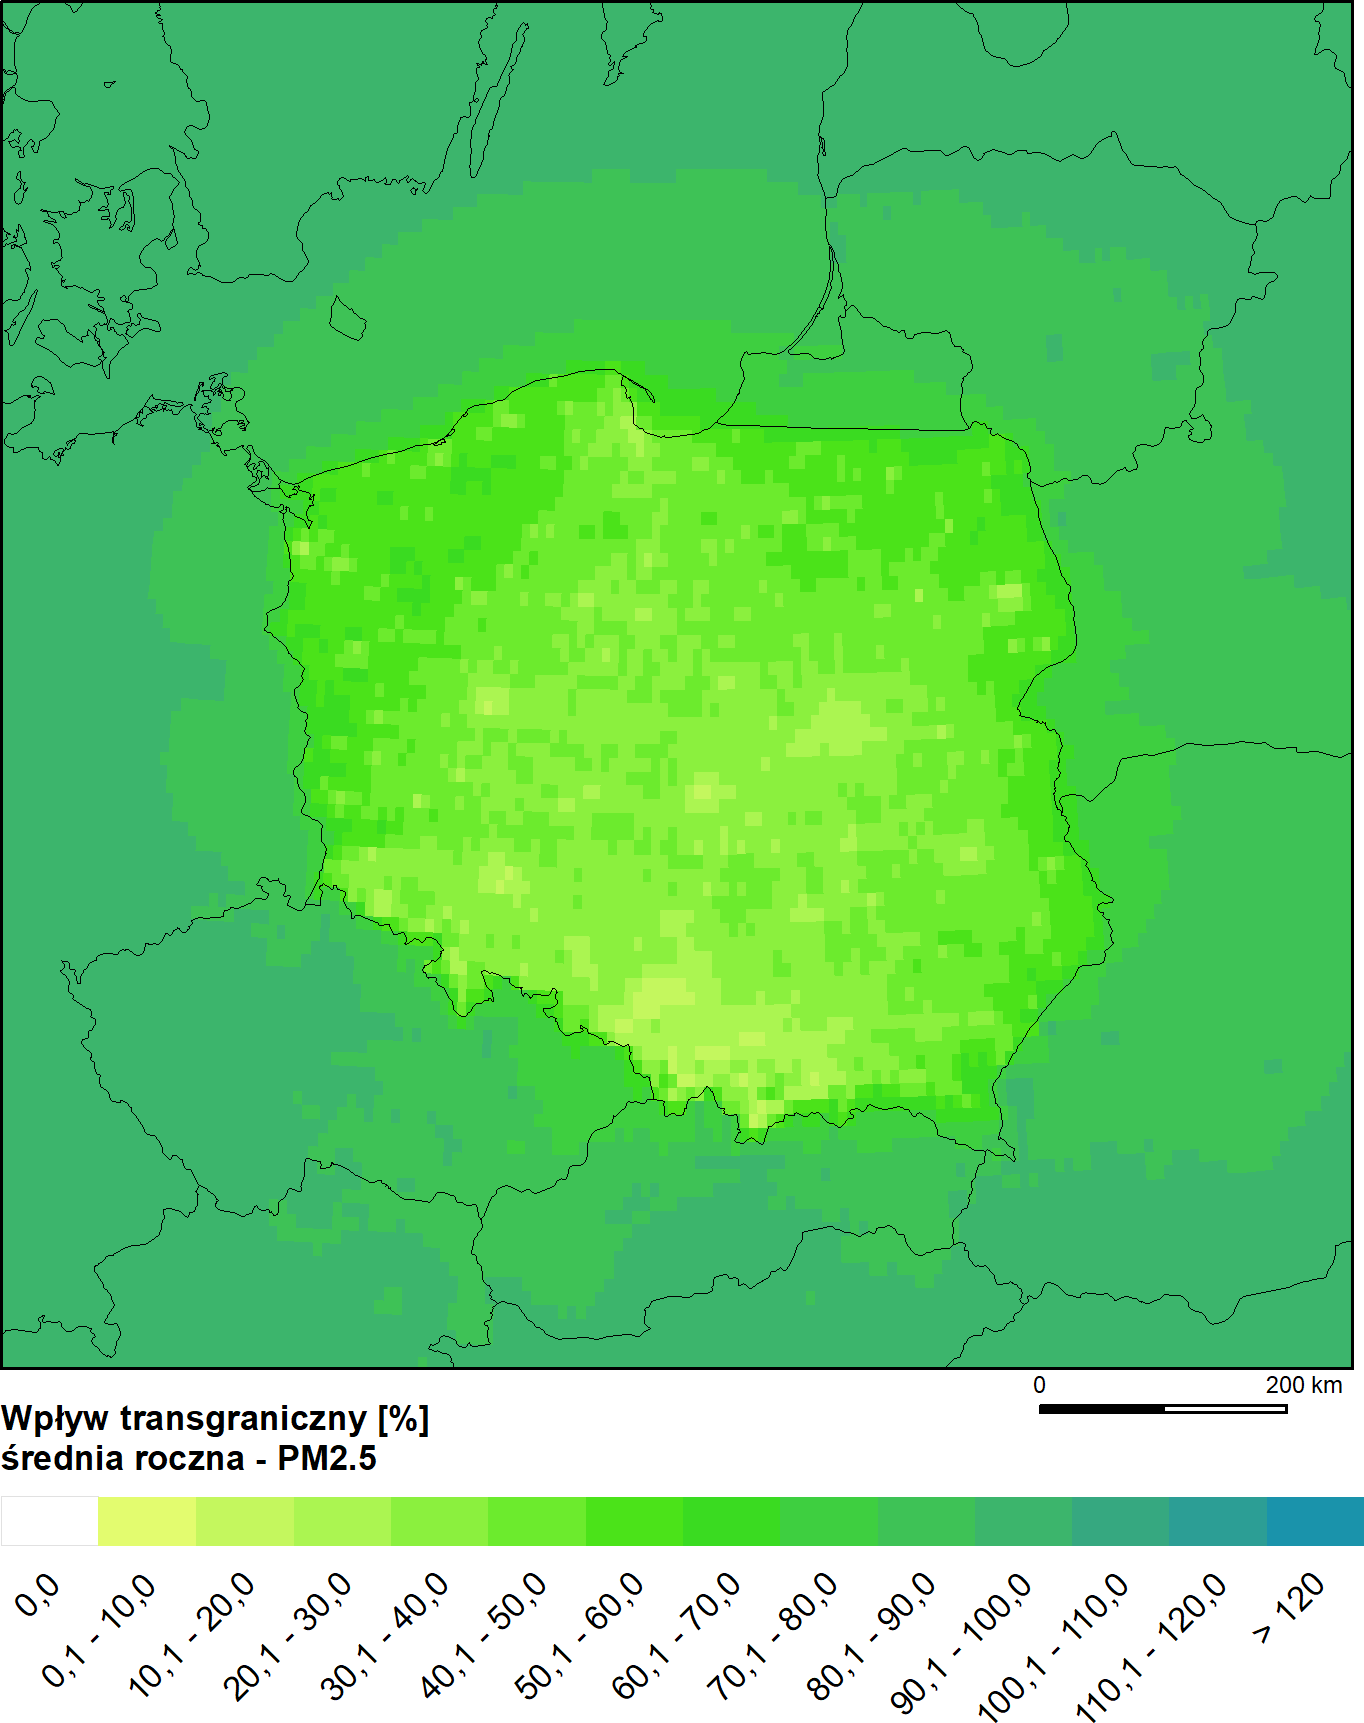 0 200 km
Wpływ transgraniczny [%]
średnia roczna - PM2.5
0,0
0,1 - 10,0
10,1 - 20,0
20,1 - 30,0
30,1 - 40,0
40,1 - 50,0
50,1 - 60,0
60,1 - 70,0
70,1 - 80,0
80,1 - 90,0
90,1 - 100,0
100,1 - 110,0
110,1 - 120,0
> 120